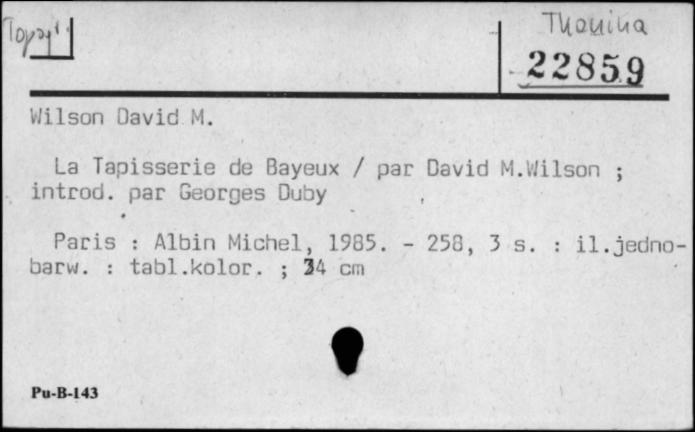 Tkanina
22859
Wilson David M.
La Tapisserie de Bayeux / par David M.Wilson ;
introd. par Georges Duby
Paris : Albin Michel, 1985. - 258, 3 s. : il.jedno-
barw. : tabl.kolor. ; 34 cm
Pu-B-143